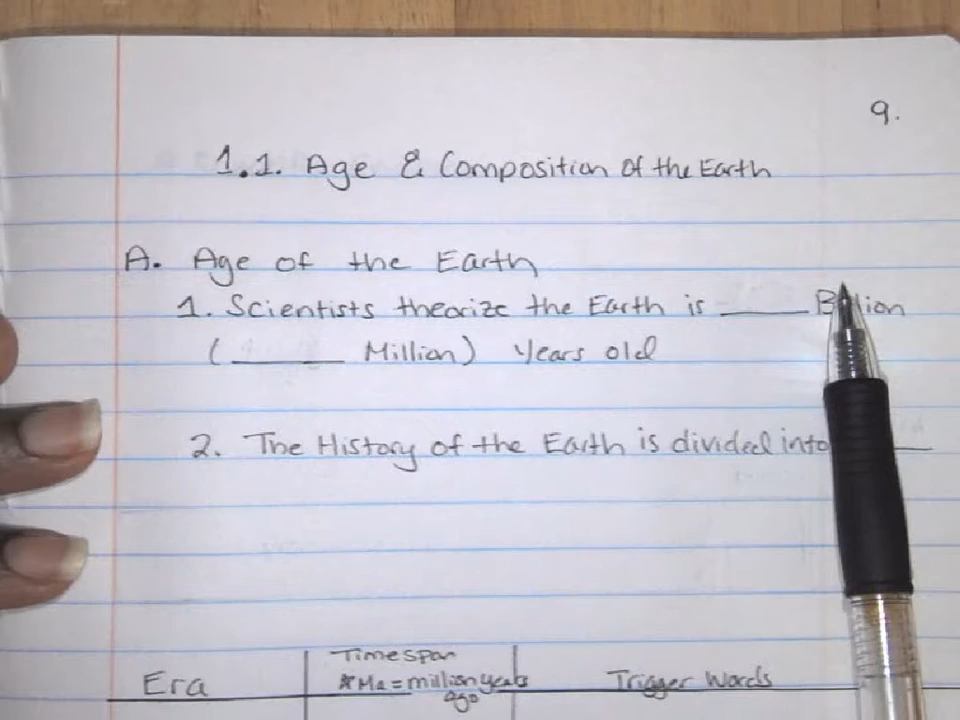 9.
1.1. Age & Composition of the Earth
A. Age of the Earth
1. Scientists theorize the Earth is ____ Billion
(_____ Million) Years old
2. The History of the Earth is divided into
Era
Timespan
*Ma = million years
ago
Trigger Words